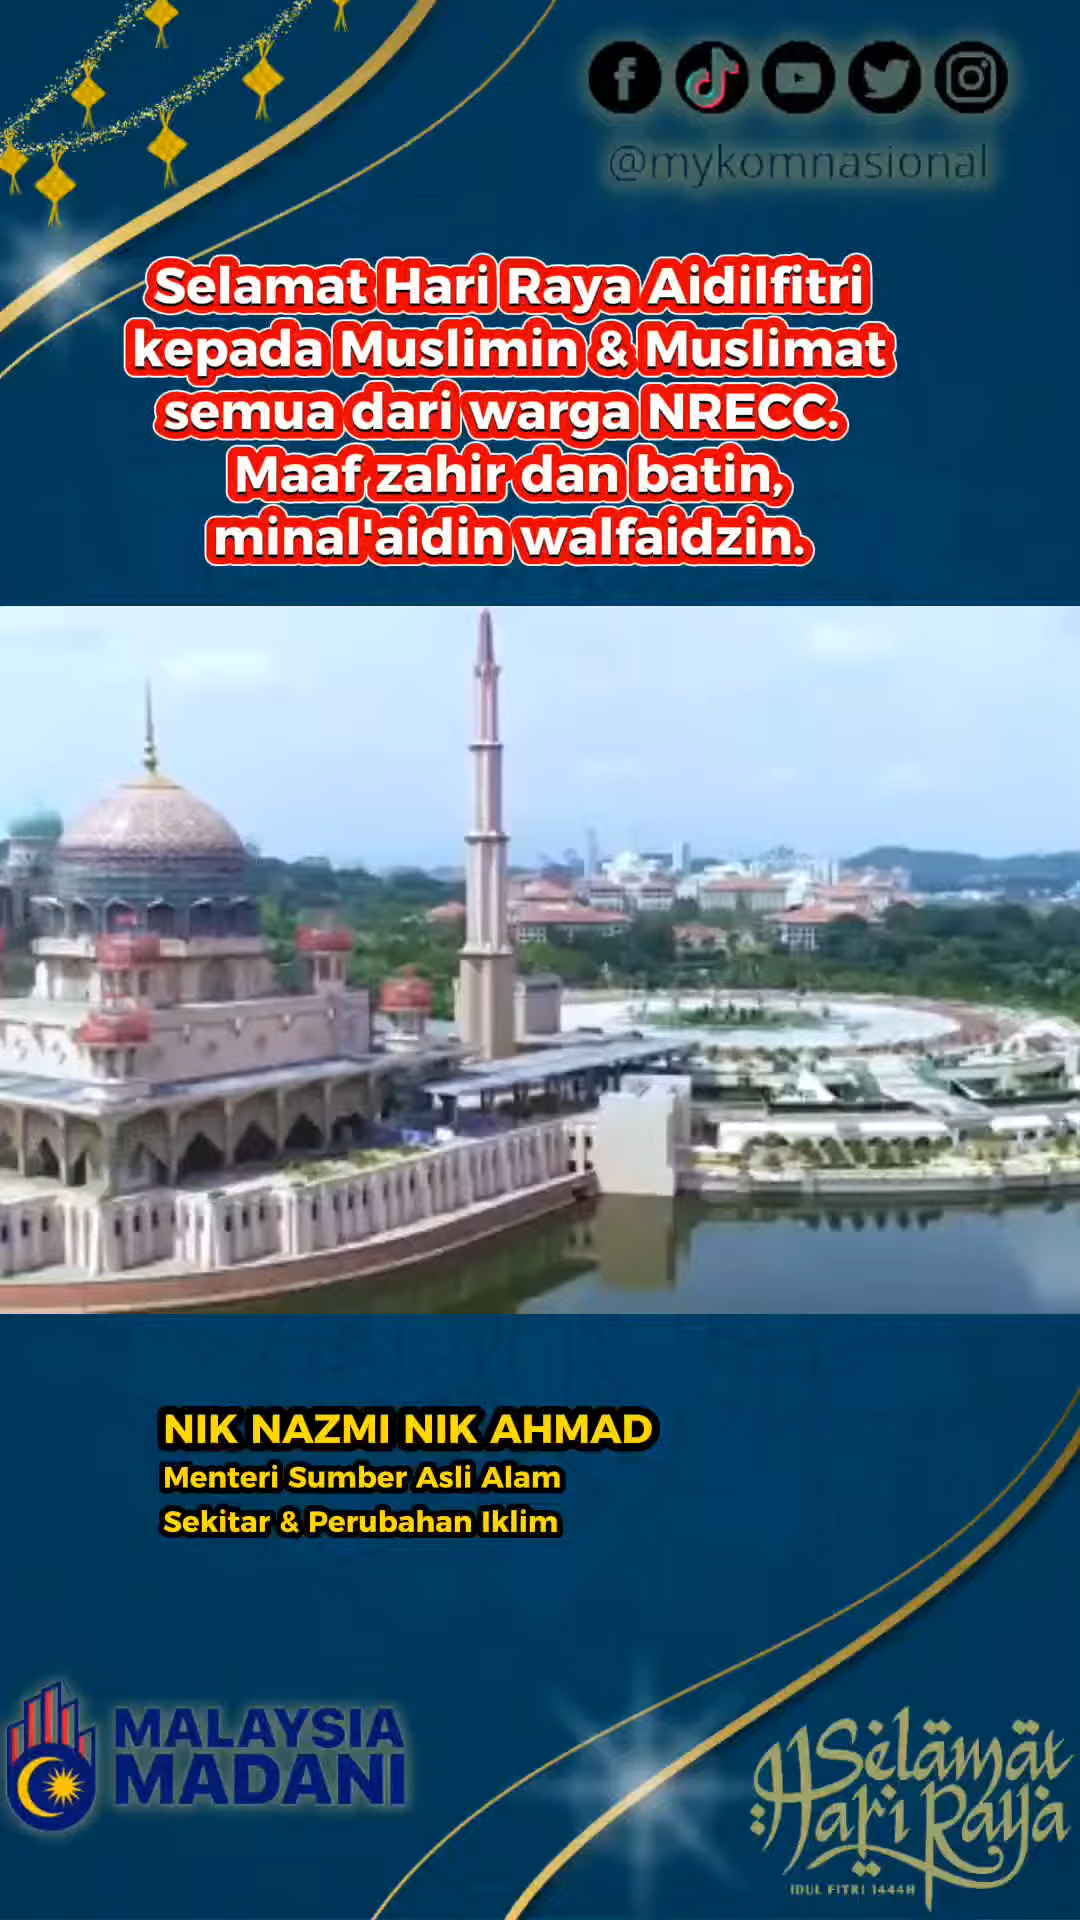 @mykomnasional
Selamat Hari Raya Aidilfitri
kepada Muslimin & Muslimat
semua dari warga NRECC.
Maaf zahir dan batin,
minal'aidin walfaidzin.
NIK NAZMI NIK AHMAD
Menteri Sumber Asli Alam
Sekitar & Perubahan Iklim
MALAYSIA
MADANI
Selamat
Hari Raya
IDUL FITRI 1444H